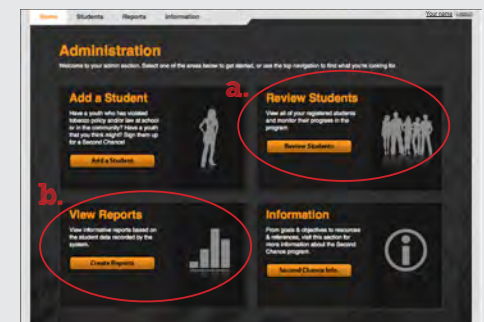 Home Students Reports Information
Your name Logout
Administration
Welcome to your admin section. Select one of the areas below to get started, or use the top navigation to find what you're looking for.
a.
Add a Student
Have a youth who has violated
tobacco policy and/or law at school
or in the community? Have a youth
that you think might? Sign them up
for a Second Chance!
Add a Student
Review Students
View all of your registered students
and monitor their progress in the
program
Review Students
b.
View Reports
View informative reports based on
the student data recorded by the
system.
Create Reports
Information
From goals & objectives to resources
& references, visit this section for
more information about the Second
Chance program.
Second Chance Info.